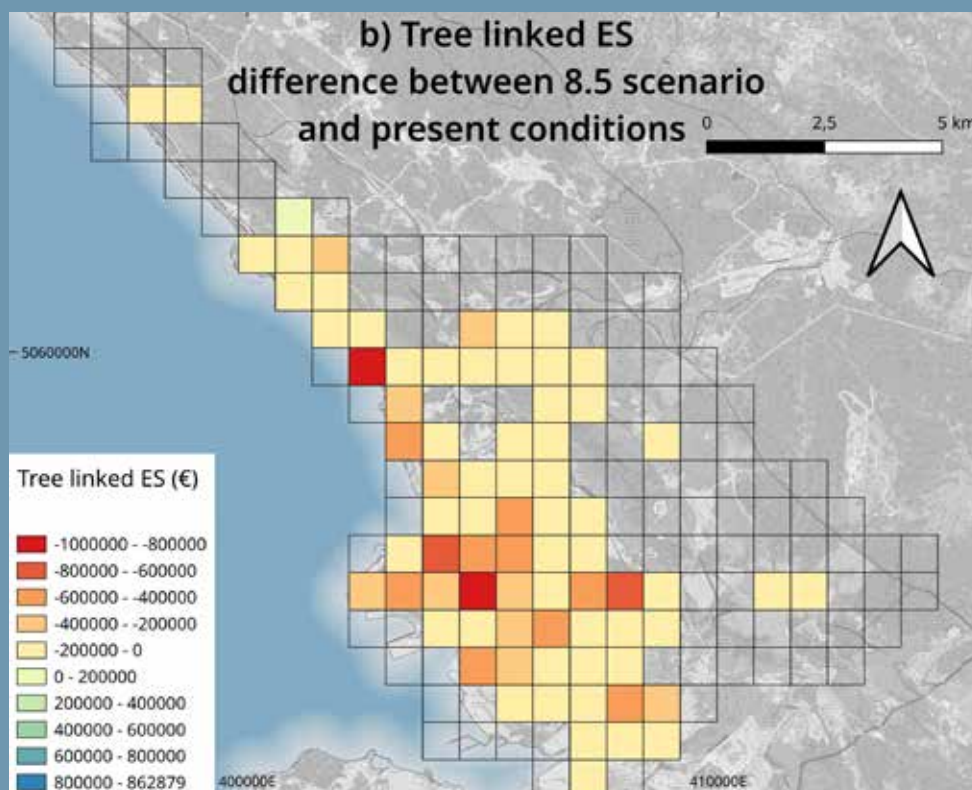 b) Tree linked ES
difference between 8.5 scenario
and present conditions
0 2,5 5 km
5060000N
Tree linked ES (€)
-1000000 - -800000
-800000 - -600000
-600000 - -400000
-400000 - -200000
-200000 - 0
0 - 200000
200000 - 400000
400000 - 600000
600000 - 800000
800000 - 862879
400000E
410000E